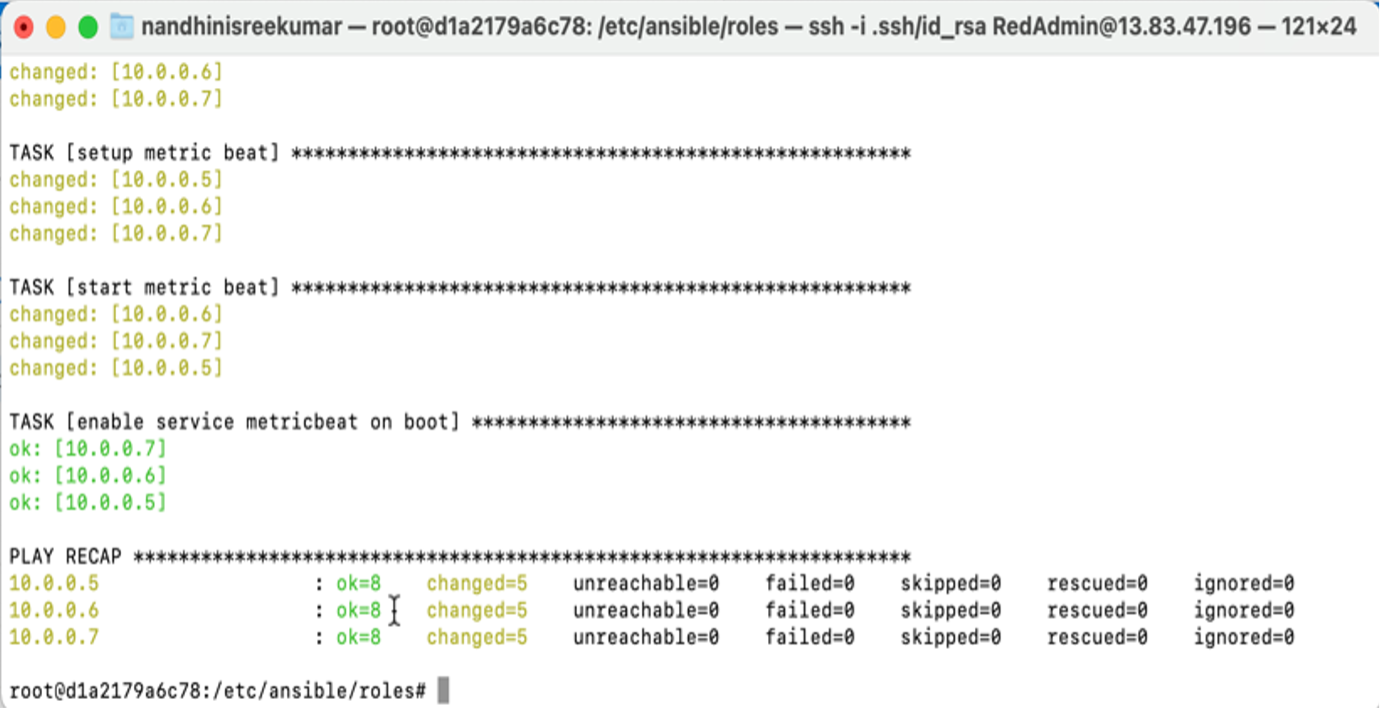 nandhinisreekumar — root@d1a2179a6c78: /etc/ansible/roles — ssh -i .ssh/id_rsa RedAdmin@13.83.47.196 — 121×24
changed: [10.0.0.6]
changed: [10.0.0.7]
TASK [setup metric beat] *******************************************************
changed: [10.0.0.5]
changed: [10.0.0.6]
changed: [10.0.0.7]
TASK [start metric beat] *******************************************************
changed: [10.0.0.6]
changed: [10.0.0.7]
changed: [10.0.0.5]
TASK [enable service metricbeat on boot] ***************************************
ok: [10.0.0.7]
ok: [10.0.0.6]
ok: [10.0.0.5]
PLAY RECAP *********************************************************************
10.0.0.5 : ok=8 changed=5 unreachable=0 failed=0 skipped=0 rescued=0 ignored=0
10.0.0.6 : ok=8 changed=5 unreachable=0 failed=0 skipped=0 rescued=0 ignored=0
10.0.0.7 : ok=8 changed=5 unreachable=0 failed=0 skipped=0 rescued=0 ignored=0
root@d1a2179a6c78:/etc/ansible/roles#